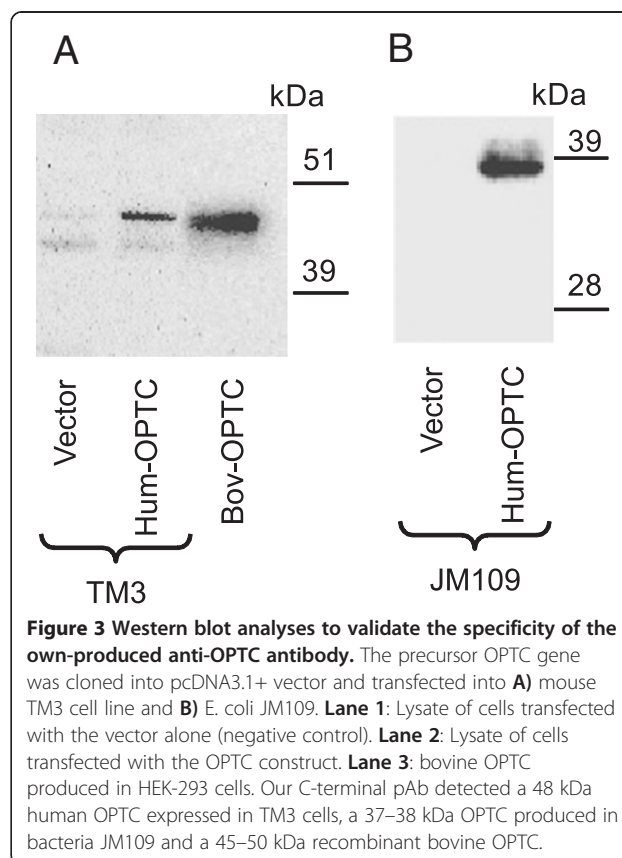 A
B
kDa
kDa
51
39
39
28
Vector
Hum-OPTC
Bov-OPTC
Vector
Hum-OPTC
TM3
JM109
Figure 3 Western blot analyses to validate the specificity of the
own-produced anti-OPTC antibody. The precursor OPTC gene
was cloned into pcDNA3.1+ vector and transfected into A) mouse
TM3 cell line and B) E. coli JM109. Lane 1: Lysate of cells transfected
with the vector alone (negative control). Lane 2: Lysate of cells
transfected with the OPTC construct. Lane 3: bovine OPTC
produced in HEK-293 cells. Our C-terminal pAb detected a 48 kDa
human OPTC expressed in TM3 cells, a 37–38 kDa OPTC produced in
bacteria JM109 and a 45–50 kDa recombinant bovine OPTC.